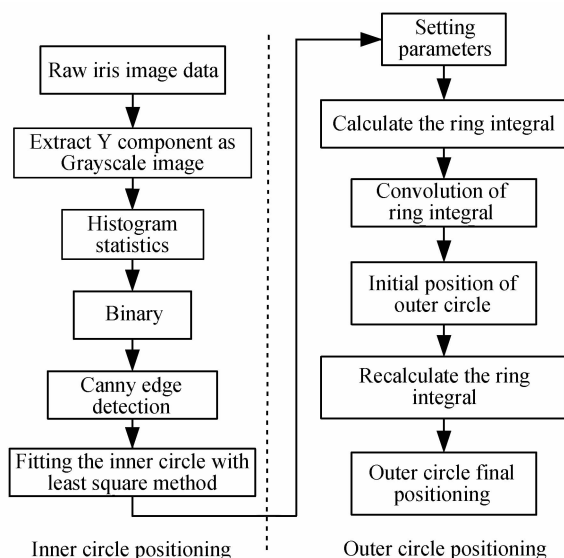 Raw iris image data
Extract Y component as
Grayscale image
Histogram
statistics
Binary
Canny edge
detection
Fitting the inner circle with
least square method
Inner circle positioning
Setting
parameters
Calculate the ring integral
Convolution of
ring integral
Initial position of
outer circle
Recalculate the ring
integral
Outer circle final
positioning
Outer circle positioning